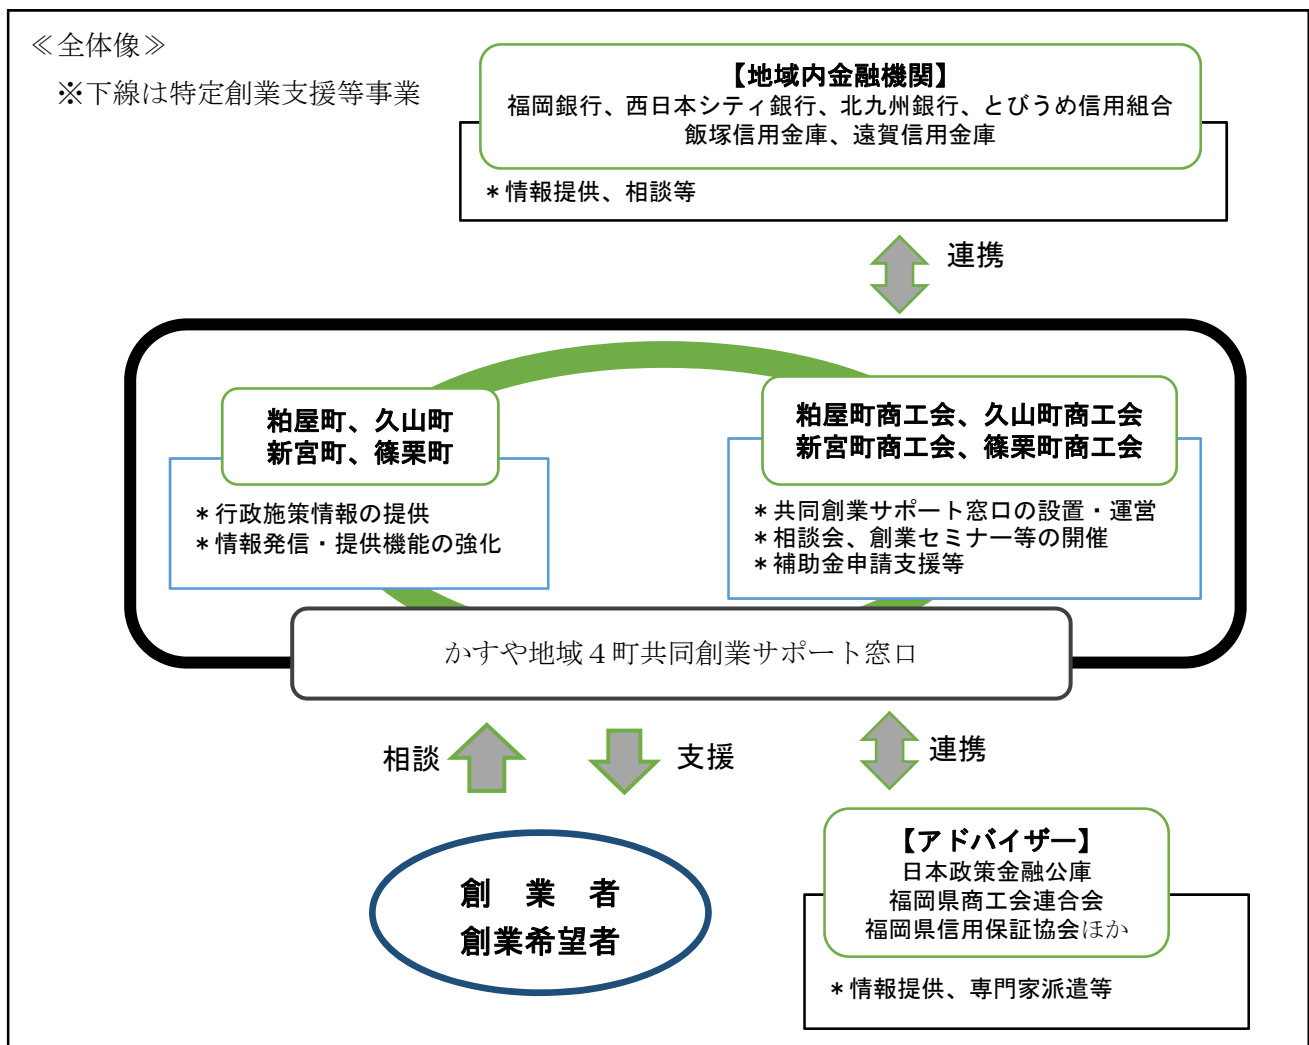 ≪全体像≫
※下線は特定創業支援等事業
【地域内金融機関】
福岡銀行、西日本シティ銀行、北九州銀行、とびうめ信用組合
飯塚信用金庫、遠賀信用金庫
＊情報提供、相談等
連携
粕屋町、久山町
新宮町、篠栗町
＊行政施策情報の提供
＊情報発信・提供機能の強化
粕屋町商工会、久山町商工会
新宮町商工会、篠栗町商工会
＊共同創業サポート窓口の設置・運営
＊相談会、創業セミナー等の開催
＊補助金申請支援等
かすや地域４町共同創業サポート窓口
相談
支援
連携
創　業　者
創業希望者
【アドバイザー】
日本政策金融公庫
福岡県商工会連合会
福岡県信用保証協会ほか
＊情報提供、専門家派遣等